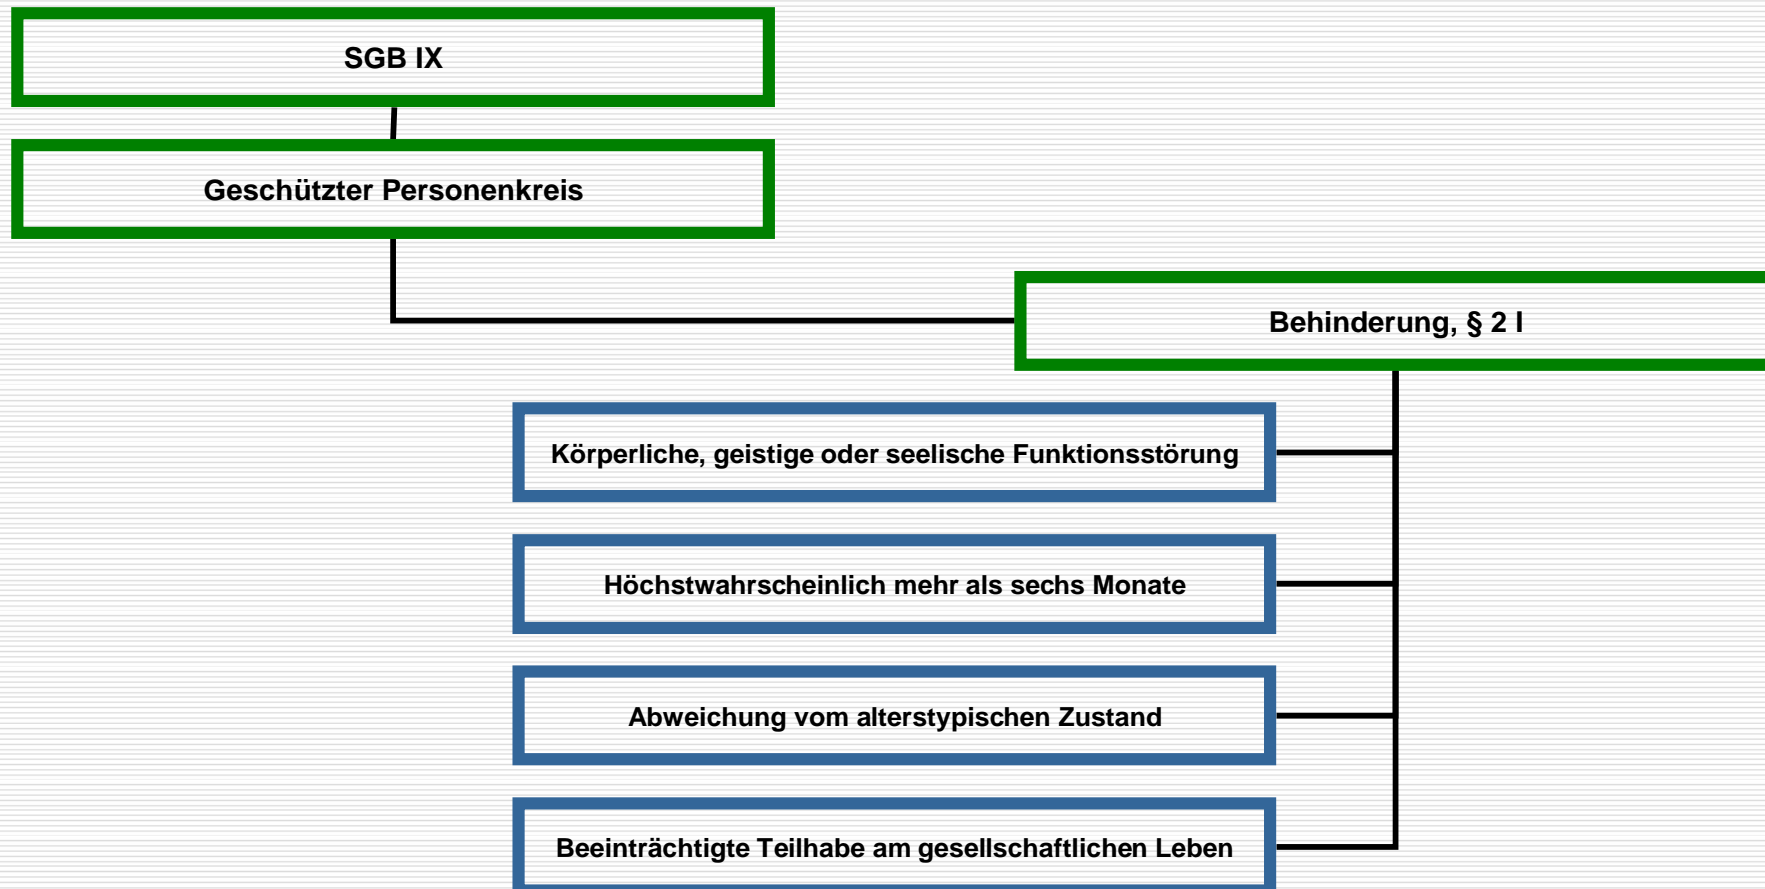 SGB IX
Geschützter Personenkreis
Behinderung, § 2 I
Körperliche, geistige oder seelische Funktionsstörung
Höchstwahrscheinlich mehr als sechs Monate
Abweichung vom alterstypischen Zustand
Beeinträchtigte Teilhabe am gesellschaftlichen Leben